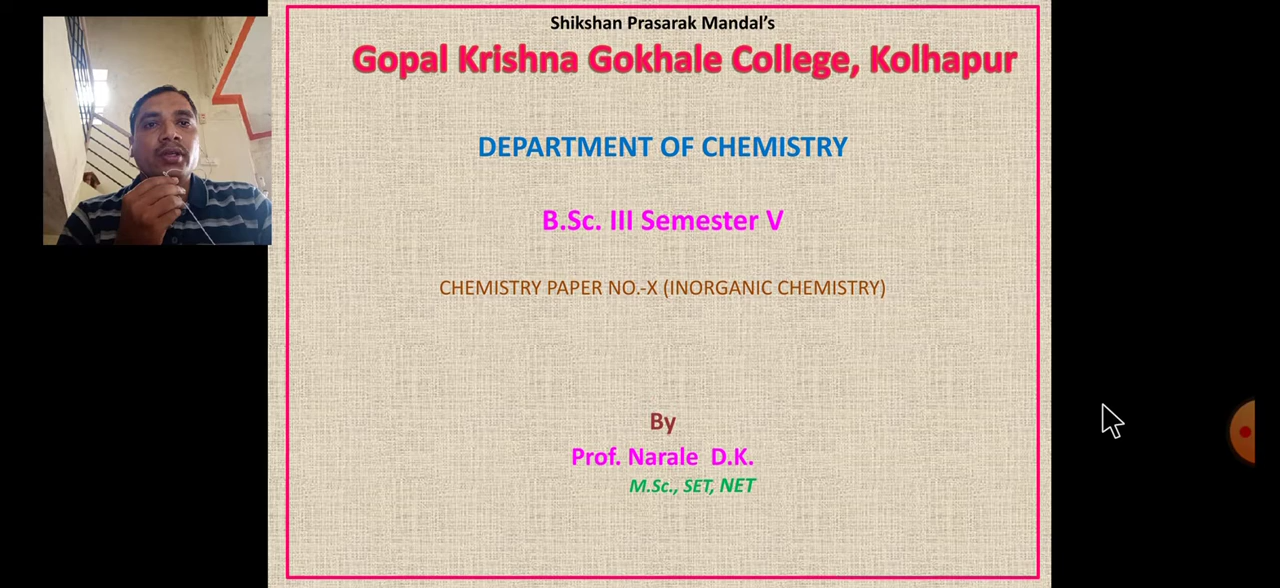 Shikshan Prasarak Mandal's
Gopal Krishna Gokhale College, Kolhapur
DEPARTMENT OF CHEMISTRY
B.Sc. III Semester V
CHEMISTRY PAPER NO.-X (INORGANIC CHEMISTRY)
By
Prof. Narale D.K.
M.Sc., SET, NET